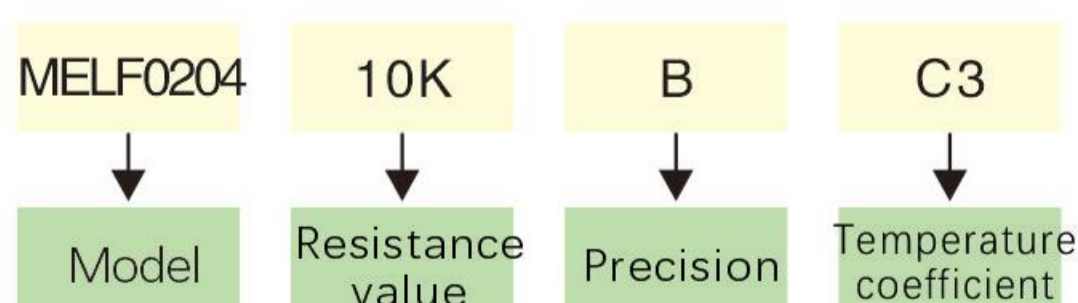 MELF0204 10K B C3
Model Resistance value Precision Temperature coefficient